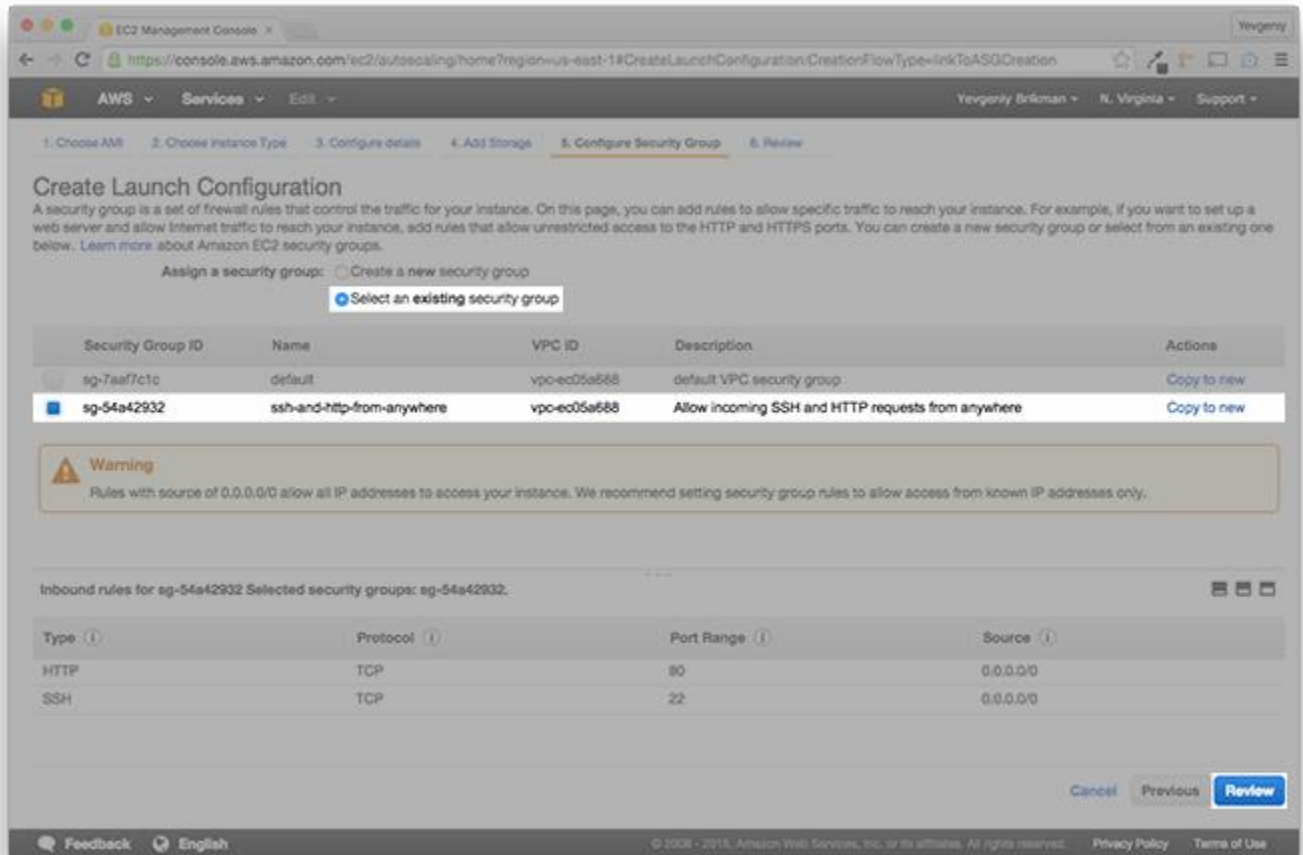 EC2 Management Console
Yevgeniy
https://console.aws.amazon.com/ec2/autoscaling/home?region=us-east-1#CreateLaunchConfiguration:CreationFlowType=linkToASGCreation
AWS Services Edit Yevgeniy Brikman N. Virginia Support
1. Choose AMI 2. Choose Instance Type 3. Configure details 4. Add Storage 5. Configure Security Group 6. Review
Create Launch Configuration
A security group is a set of firewall rules that control the traffic for your instance. On this page, you can add rules to allow specific traffic to reach your instance. For example, if you want to set up a
web server and allow Internet traffic to reach your instance, add rules that allow unrestricted access to the HTTP and HTTPS ports. You can create a new security group or select from an existing one
below. Learn more about Amazon EC2 security groups.
Assign a security group: Create a new security group
Select an existing security group
Security Group ID Name VPC ID Description Actions
sg-7aaf7c1c default vpc-ec05a688 default VPC security group Copy to new
sg-54a42932 ssh-and-http-from-anywhere vpc-ec05a688 Allow incoming SSH and HTTP requests from anywhere Copy to new
Warning
Rules with source of 0.0.0.0/0 allow all IP addresses to access your instance. We recommend setting security group rules to allow access from known IP addresses only.
Inbound rules for sg-54a42932 Selected security groups: sg-54a42932.
Type Protocol Port Range Source
HTTP TCP 80 0.0.0.0/0
SSH TCP 22 0.0.0.0/0
Cancel Previous Review
Feedback English © 2008 - 2015, Amazon Web Services, Inc. or its affiliates. All rights reserved. Privacy Policy Terms of Use